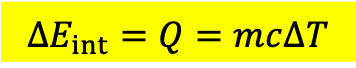 ΔE_int = Q = mcΔT